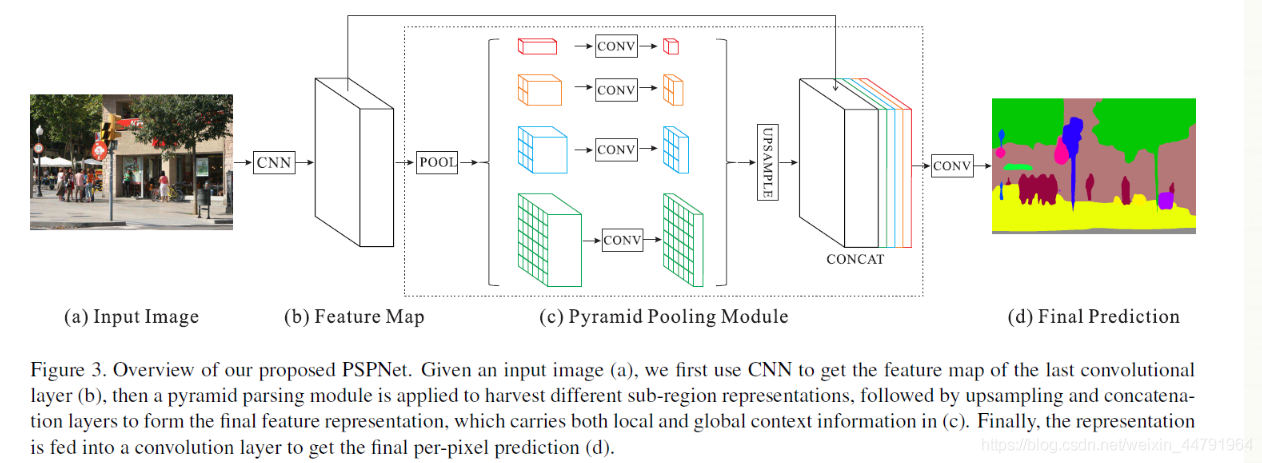 CNN
POOL
CONV
CONV
CONV
CONV
UPSAMPLE
CONCAT
CONV
(a) Input Image
(b) Feature Map
(c) Pyramid Pooling Module
(d) Final Prediction
Figure 3. Overview of our proposed PSPNet. Given an input image (a), we first use CNN to get the feature map of the last convolutional
layer (b), then a pyramid parsing module is applied to harvest different sub-region representations, followed by upsampling and concatena-
tion layers to form the final feature representation, which carries both local and global context information in (c). Finally, the representation
is fed into a convolution layer to get the final per-pixel prediction (d).
https://blog.csdn.net/weixin_44791964